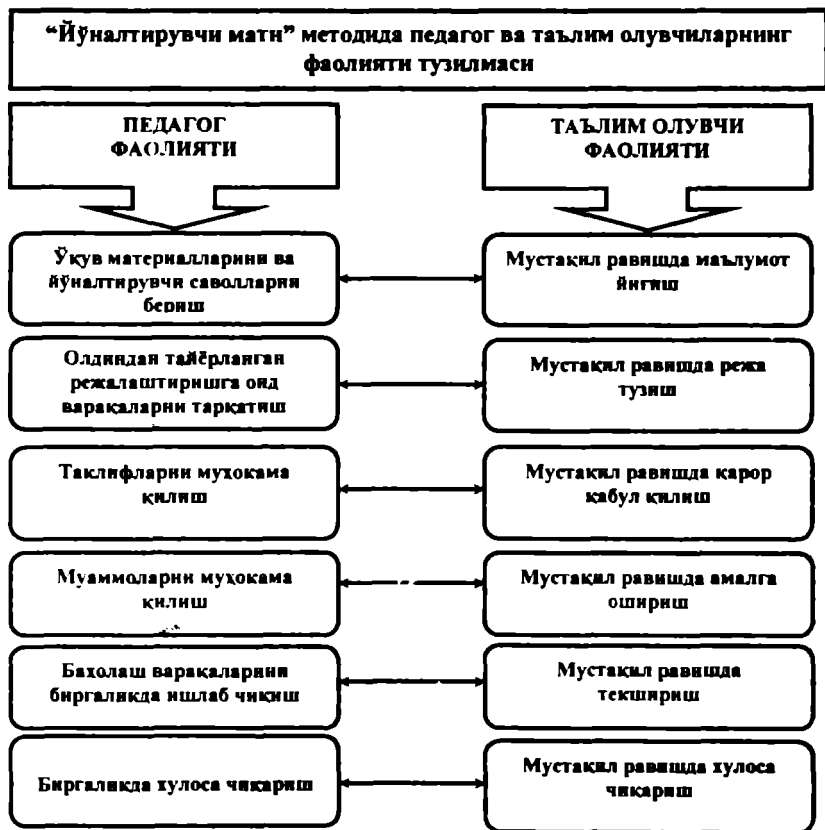 “Йўналтирувчи матн” методида педагог ва таълим олувчиларнинг
фаолияти тузилмаси
ПЕДАГОГ
ФАОЛИЯТИ
ТАЪЛИМ ОЛУВЧИ
ФАОЛИЯТИ
Ўқув материалларини ва
йўналтирувчи саволларни
бериш
Мустақил равишда маълумот
йиғиш
Олдиндан тайёрланган
режалаштиришга оид
варақаларни тарқатиш
Мустақил равишда режа
тузиш
Таклифларни муҳокама
қилиш
Мустақил равишда қарор
қабул қилиш
Муаммоларни муҳокама
қилиш
Мустақил равишда амалга
ошириш
Баҳолаш варақаларини
биргаликда ишлаб чиқиш
Мустақил равишда
текшириш
Биргаликда хулоса чиқариш
Мустақил равишда хулоса
чиқариш